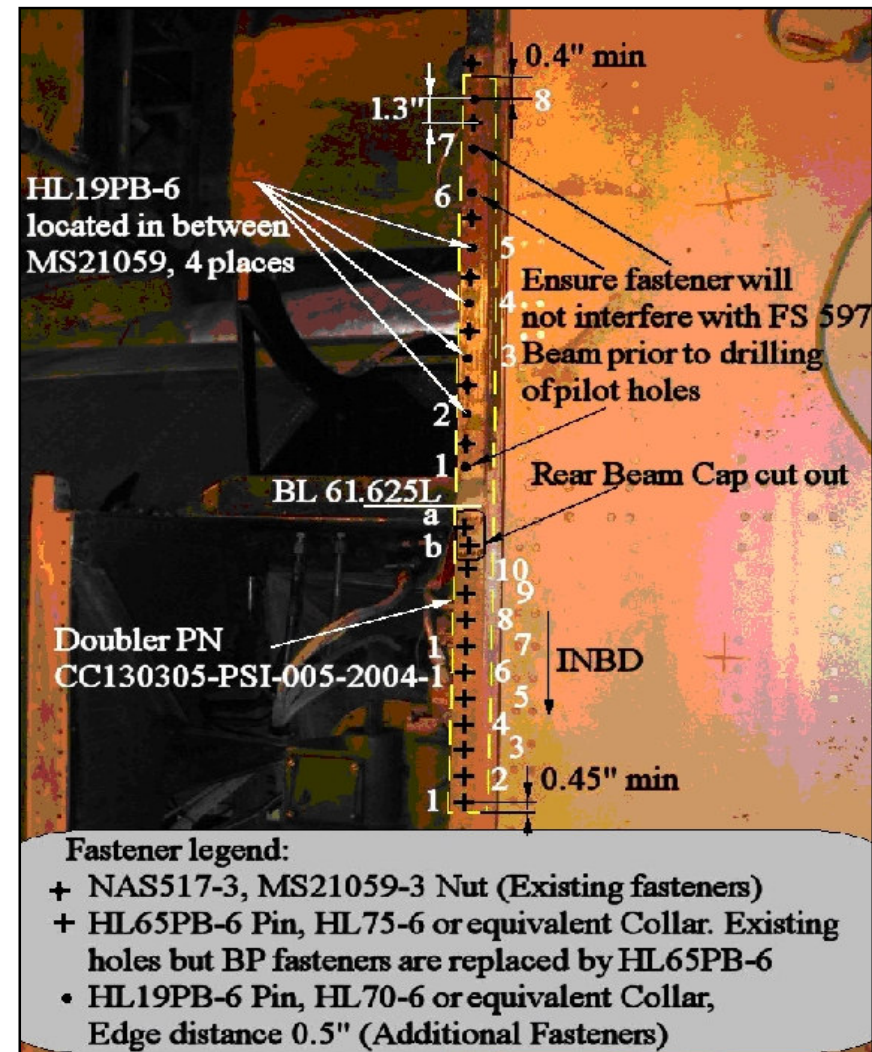 0.4" min
8
1.3"
7
6
HL19PB-6
located in between
MS21059, 4 places
5
4
3
2
1
Ensure fastener will
not interfere with FS 597
Beam prior to drilling
of pilot holes
Rear Beam Cap cut out
BL 61.625L
a
b
10
9
8
1
7
6
5
4
3
2
1
Doubler PN
CC130305-PSI-005-2004-1
INBD
0.45" min
Fastener legend:
+ NAS517-3, MS21059-3 Nut (Existing fasteners)
+ HL65PB-6 Pin, HL75-6 or equivalent Collar. Existing
holes but BP fasteners are replaced by HL65PB-6
• HL19PB-6 Pin, HL70-6 or equivalent Collar,
Edge distance 0.5" (Additional Fasteners)